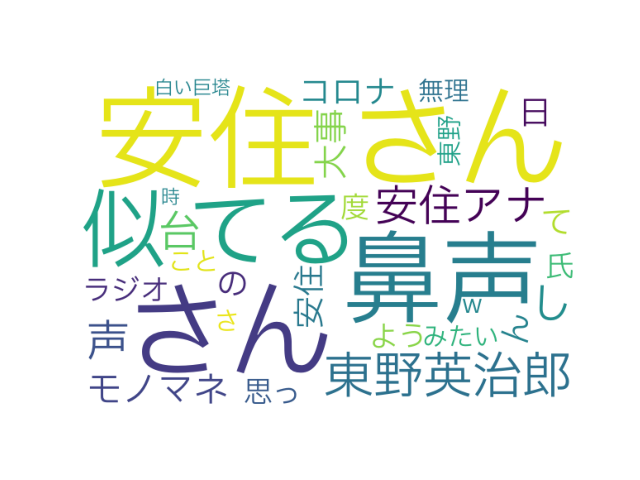 白い巨塔
コロナ
無理
日
安住さん
大事
東野
似てる
時
度
安住アナ
て
台
こと
鼻声
氏
ラジオ
の
安住
w
し
さん
さ
声
ようみたい
ん
モノマネ
思っ
東野英治郎